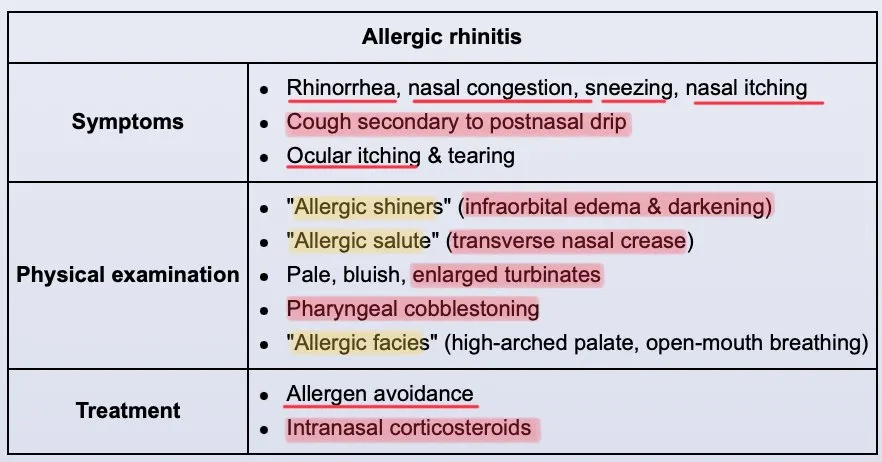 Allergic rhinitis
Symptoms
• Rhinorrhea, nasal congestion, sneezing, nasal itching
• Cough secondary to postnasal drip
• Ocular itching & tearing
Physical examination
• "Allergic shiners" (infraorbital edema & darkening)
• "Allergic salute" (transverse nasal crease)
• Pale, bluish, enlarged turbinates
• Pharyngeal cobblestoning
• "Allergic facies" (high-arched palate, open-mouth breathing)
Treatment
• Allergen avoidance
• Intranasal corticosteroids